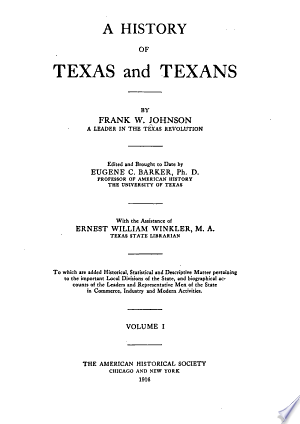 A HISTORY
OF
TEXAS and TEXANS
BY
FRANK W. JOHNSON
A LEADER IN THE TEXAS REVOLUTION
Edited and Brought to Date by
EUGENE C. BARKER, Ph. D.
PROFESSOR OF AMERICAN HISTORY
THE UNIVERSITY OF TEXAS
With the Assistance of
ERNEST WILLIAM WINKLER, M. A.
TEXAS STATE LIBRARIAN
To which are added Historical, Statistical and Descriptive Matter pertaining
to the important Local Divisions of the State, and biographical ac-
counts of the Leaders and Representative Men of the State
in Commerce, Industry and Modern Activities.
VOLUME I
THE AMERICAN HISTORICAL SOCIETY
CHICAGO AND NEW YORK
1916